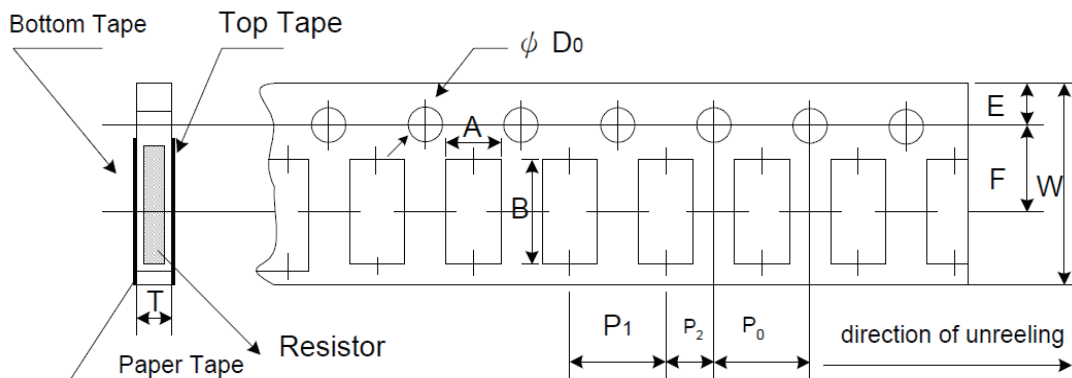 Bottom Tape
Top Tape
ϕ D0
A
B
E
F
W
T
P1
P2
P0
direction of unreeling
Resistor
Paper Tape